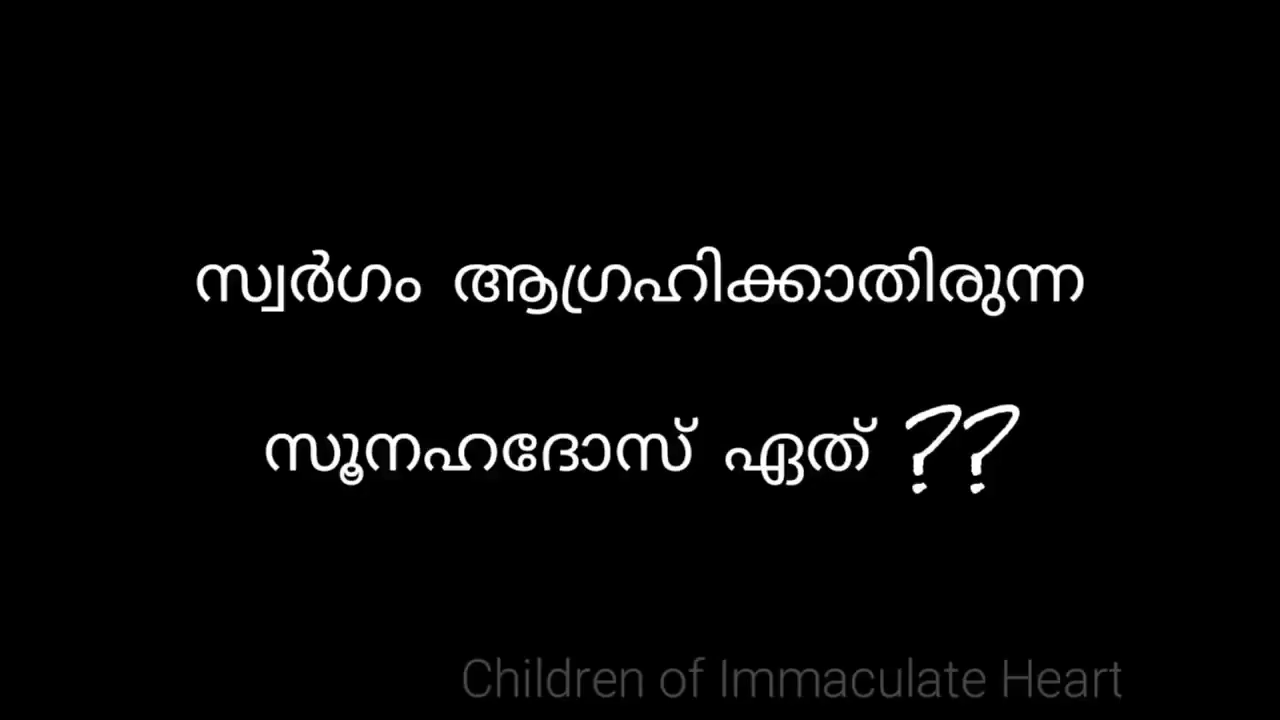 സ്വർഗം ആഗ്രഹിക്കാതിരുന്ന
സൂനഹദോസ് ഏത് ??
Children of Immaculate Heart